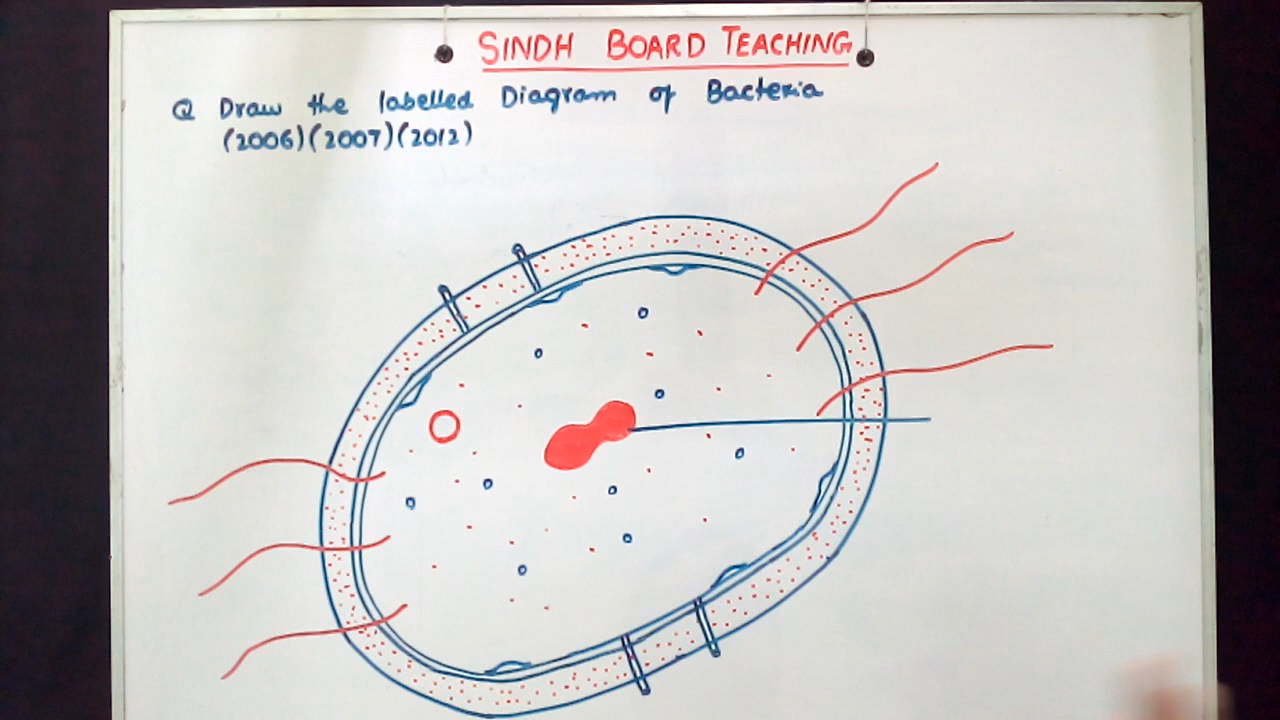 SINDH BOARD TEACHING
Q Draw the labelled Diagram of Bacteria
(2006)(2007)(2012)